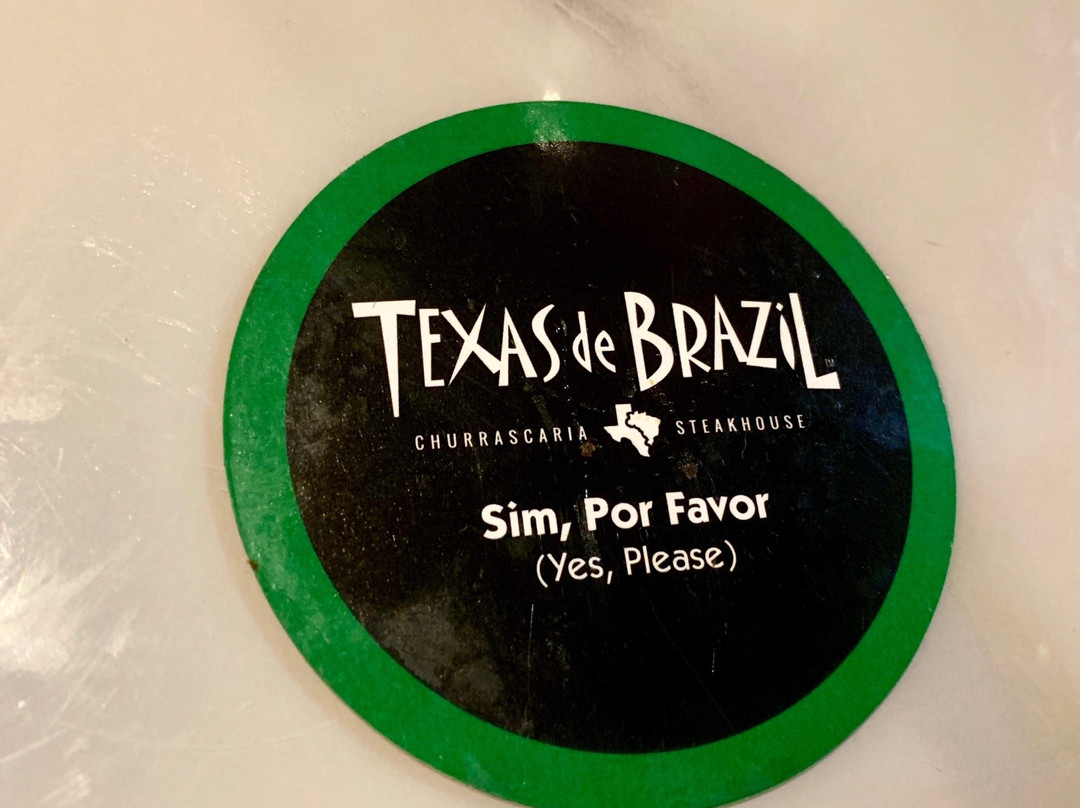 TEXAS de BRAZiL
CHURRASCARIA STEAKHOUSE
Sim, Por Favor
(Yes, Please)